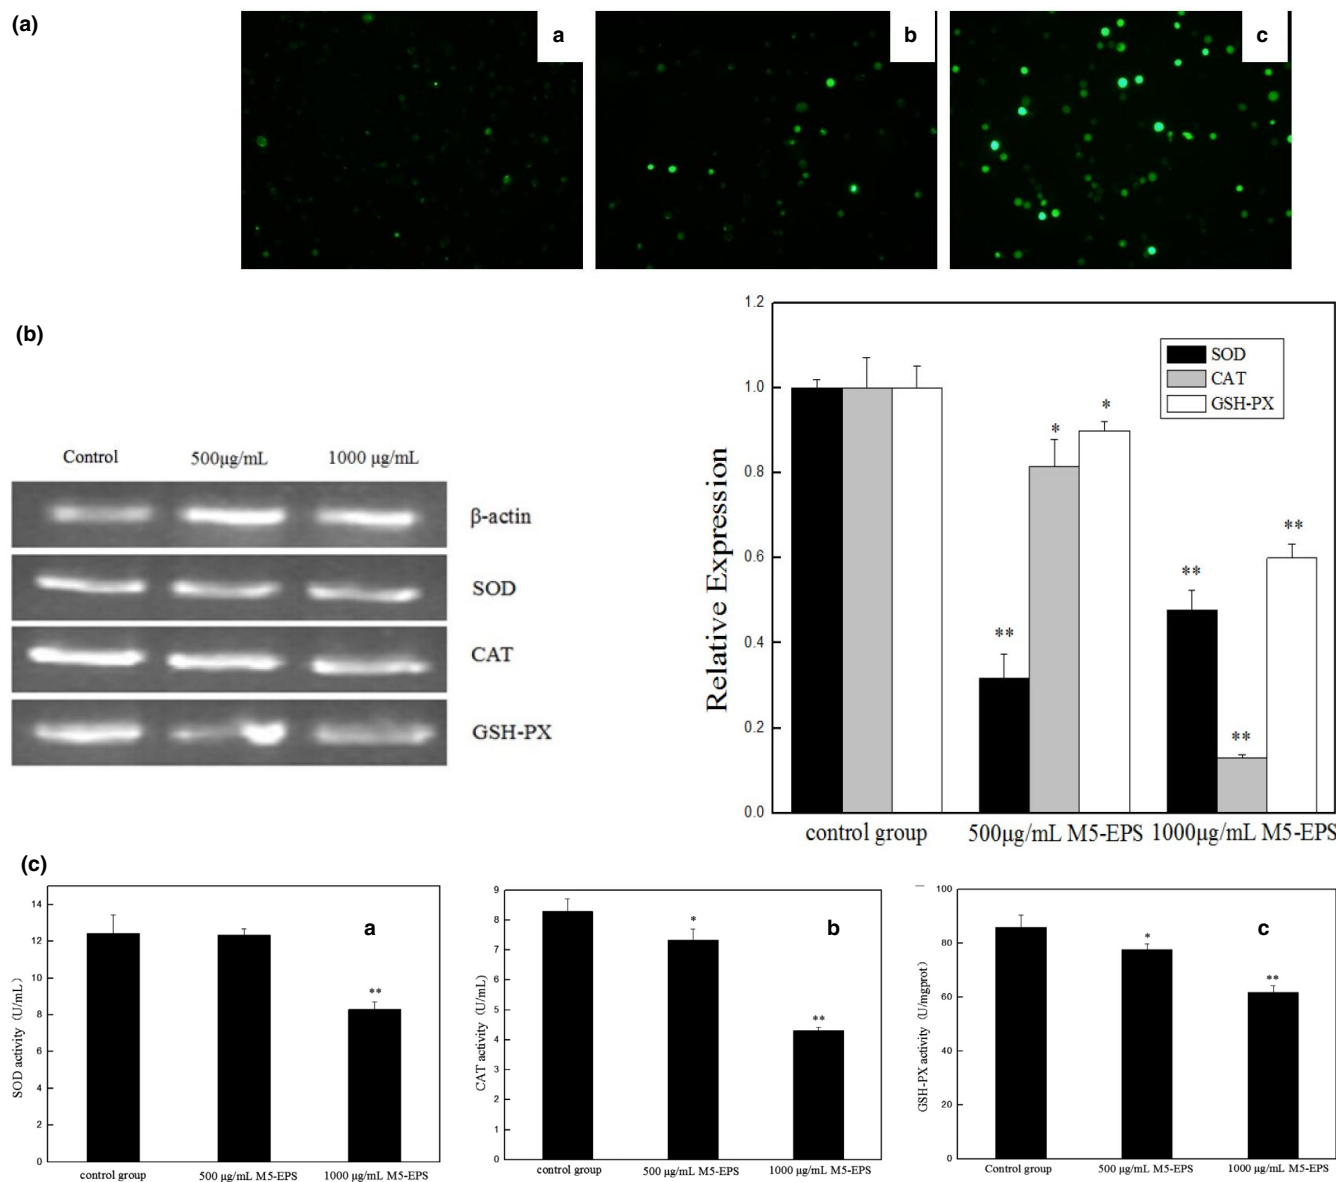 (a)
a
b
c
(b)
Control 500μg/mL 1000 μg/mL
β-actin
SOD
CAT
GSH-PX
Relative Expression
1.2
1.0
0.8
0.6
0.4
0.2
0.0
SOD
CAT
GSH-PX
*
*
**
**
**
**
control group 500μg/mL M5-EPS 1000μg/mL M5-EPS
(c)
SOD activity (U/mL)
14
12
10
8
6
4
2
0
a
**
control group 500 μg/mL M5-EPS 1000 μg/mL M5-EPS
CAT activity (U/mL)
9
8
7
6
5
4
3
2
1
0
b
*
**
control group 500 μg/mL M5-EPS 1000 μg/mL M5-EPS
GSH-PX activity (U/mgprot)
100
80
60
40
20
0
c
*
**
Control group 500 μg/mL M5-EPS 1000 μg/mL M5-EPS